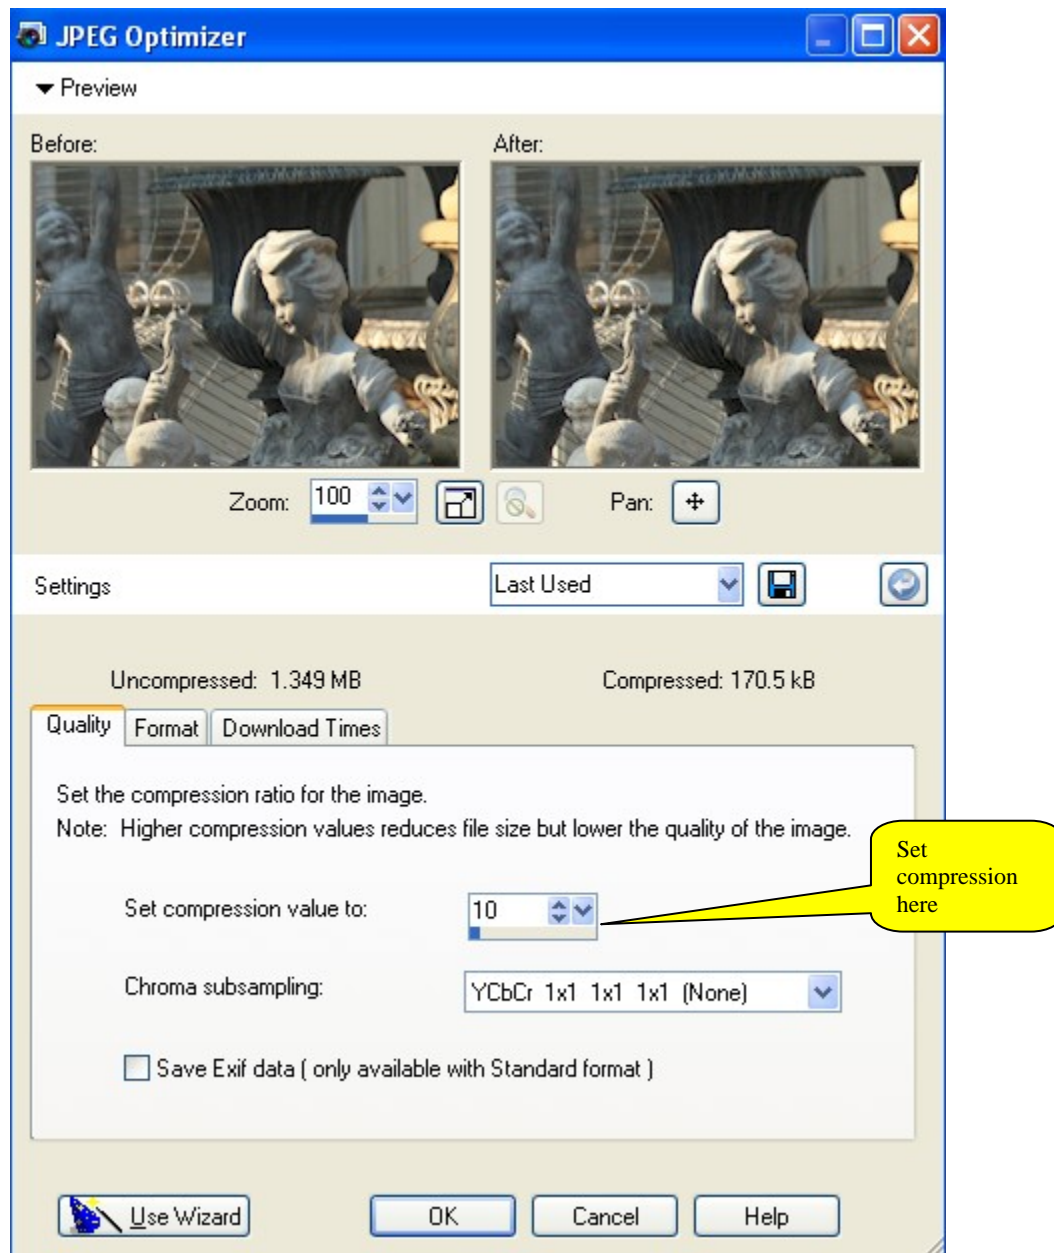 JPEG Optimizer
Preview
Before: After:
Zoom: 100 Pan:
Settings Last Used
Uncompressed: 1.349 MB Compressed: 170.5 kB
Quality Format Download Times
Set the compression ratio for the image.
Note: Higher compression values reduces file size but lower the quality of the image.
Set
compression
here
Set compression value to: 10
Chroma subsampling: YCbCr 1x1 1x1 1x1 (None)
Save Exif data ( only available with Standard format )
Use Wizard OK Cancel Help